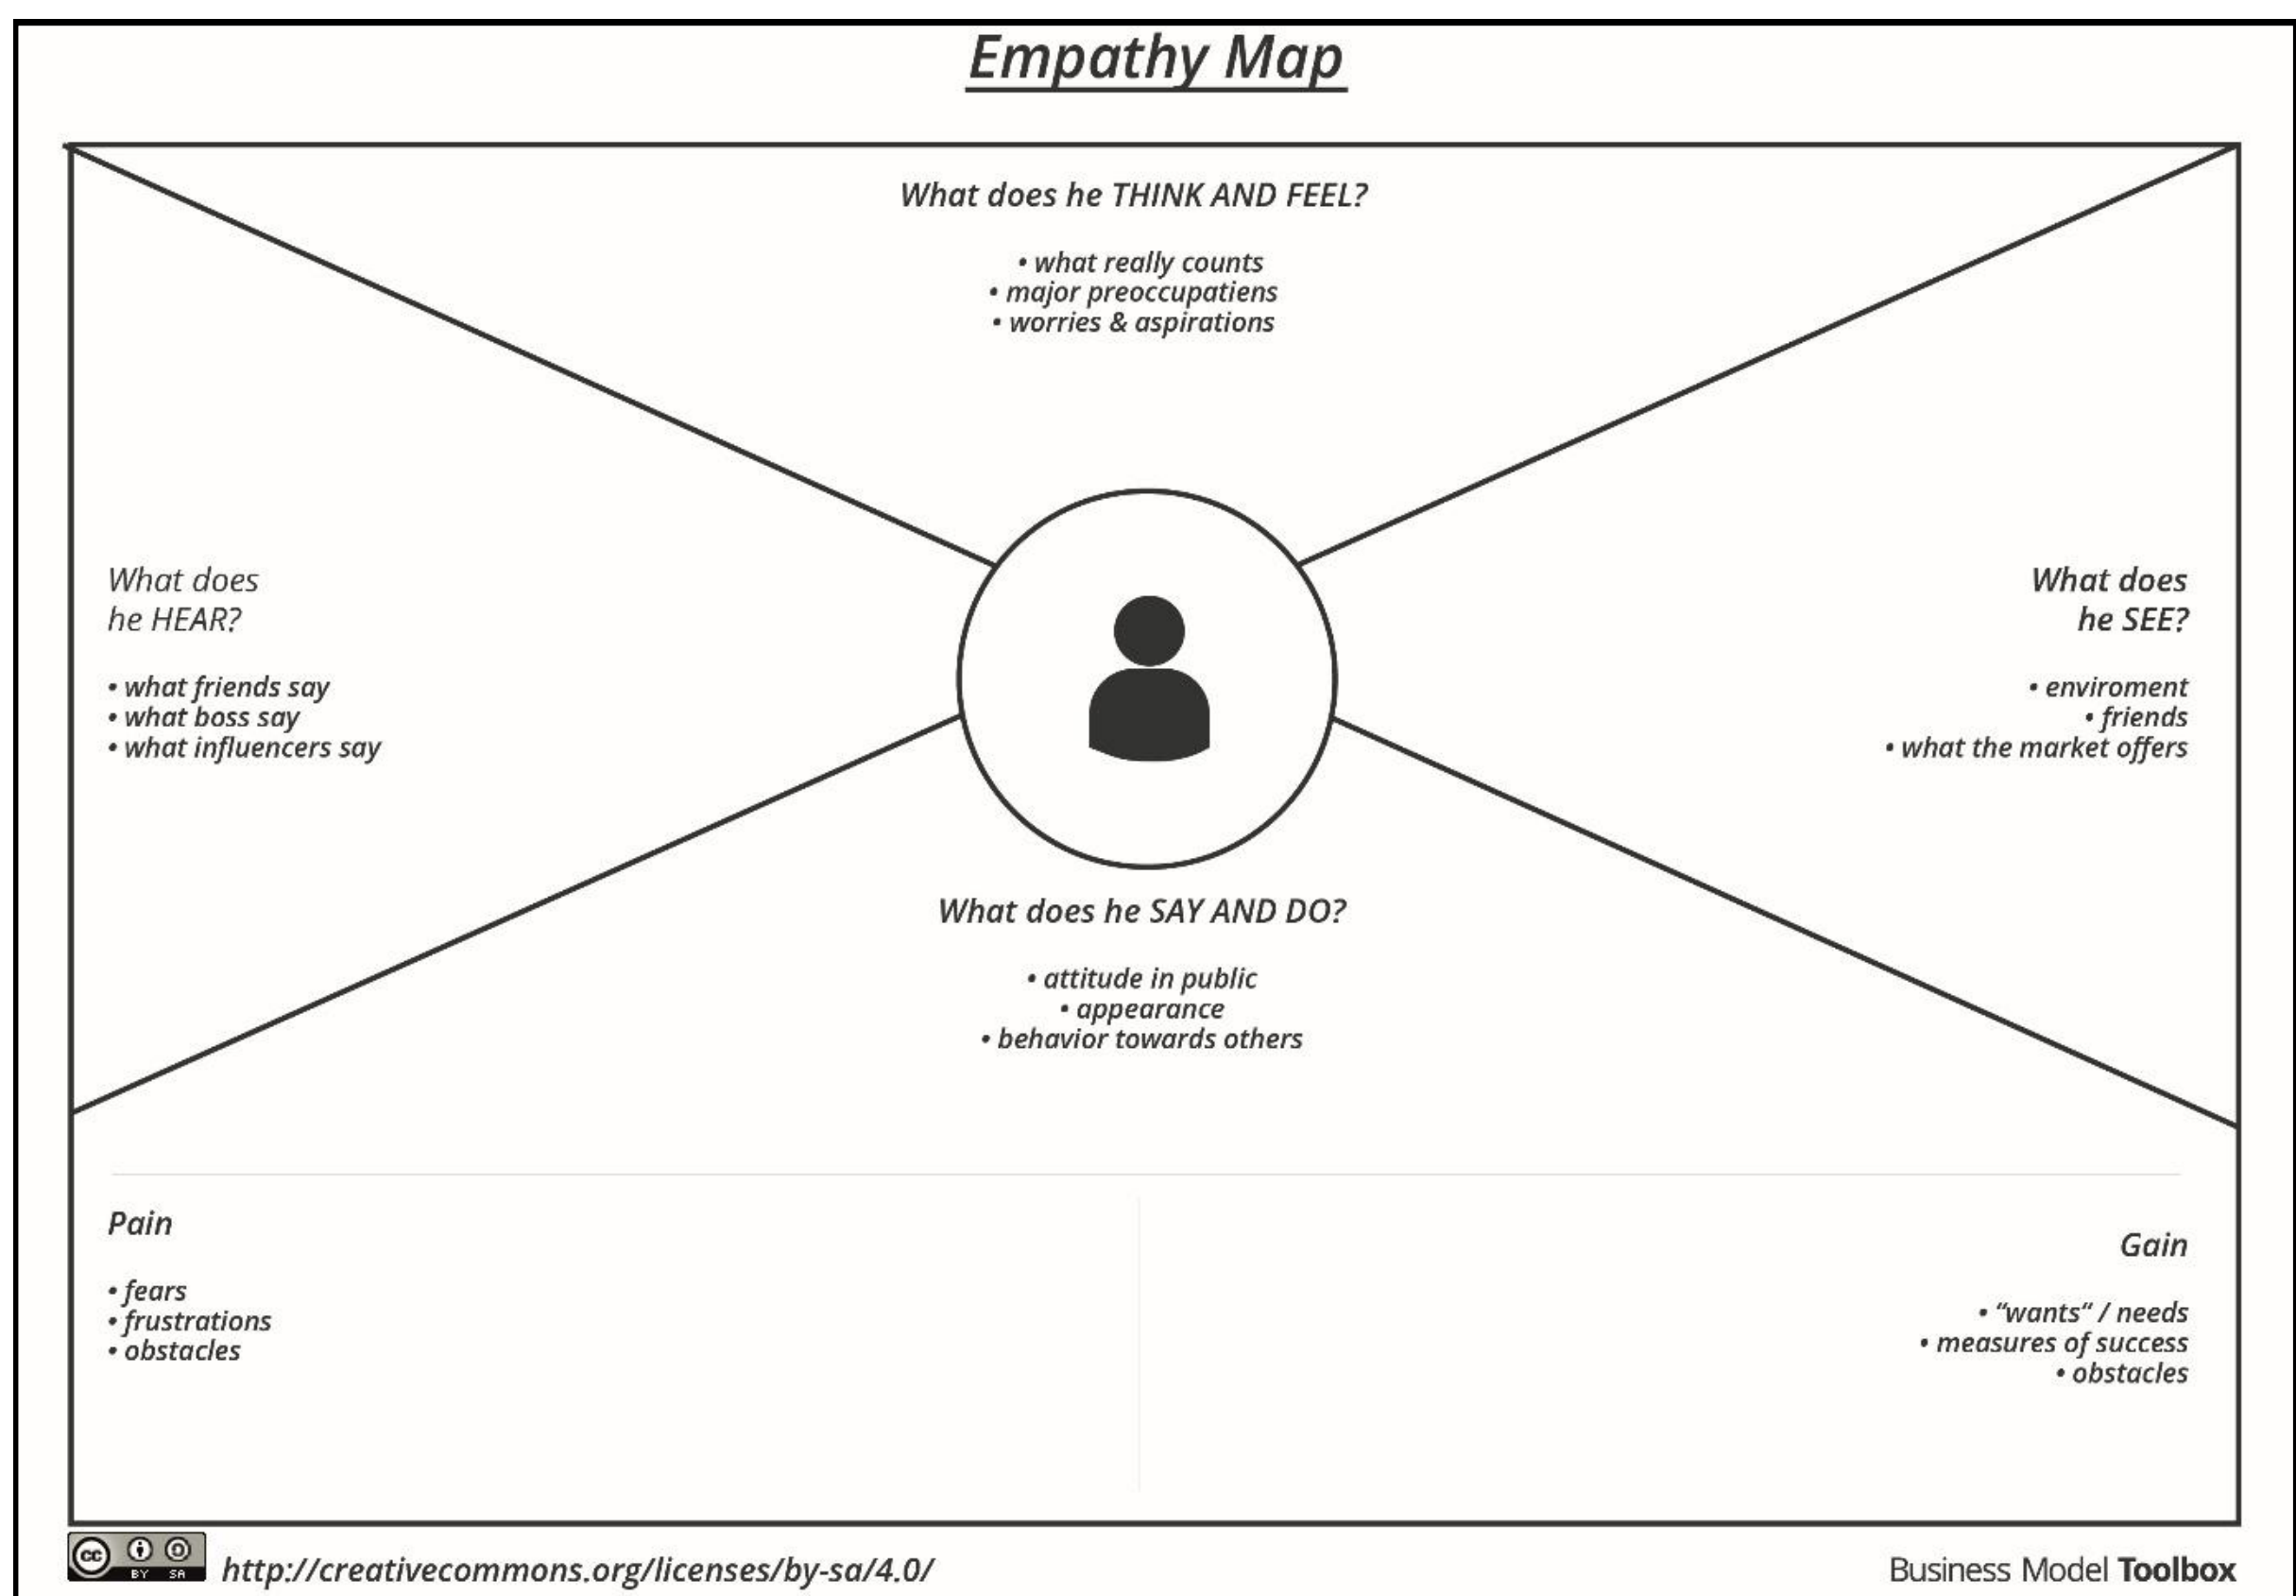 Empathy Map
What does he THINK AND FEEL?
• what really counts
• major preoccupatiens
• worries & aspirations
What does
he HEAR?
• what friends say
• what boss say
• what influencers say
What does
he SEE?
• enviroment
• friends
• what the market offers
What does he SAY AND DO?
• attitude in public
• appearance
• behavior towards others
Pain
• fears
• frustrations
• obstacles
Gain
• “wants“ / needs
• measures of success
• obstacles
cc BY SA
http://creativecommons.org/licenses/by-sa/4.0/
Business Model Toolbox